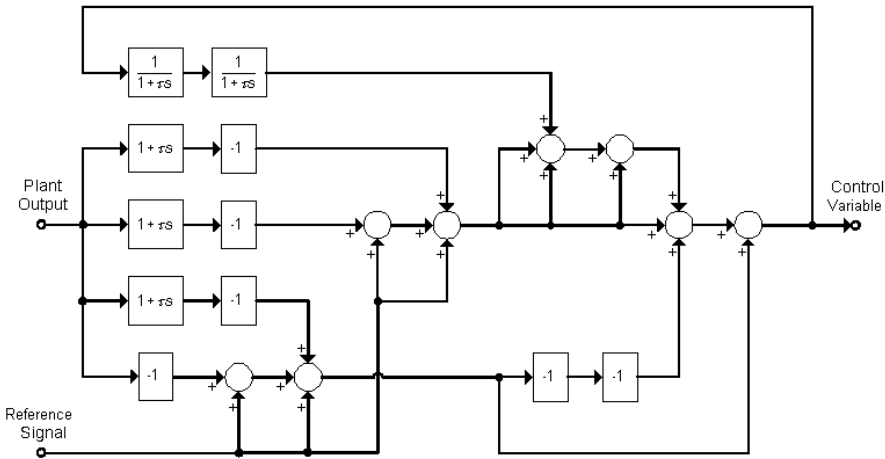 1 1
1 + τs 1 + τs
+
1 + τs -1
+ + +
Plant
Output
Control
Variable
+
1 + τs -1
+ + + + + +
+ + + +
1 + τs -1
+
-1
+ +
-1 -1
+ +
Reference
Signal